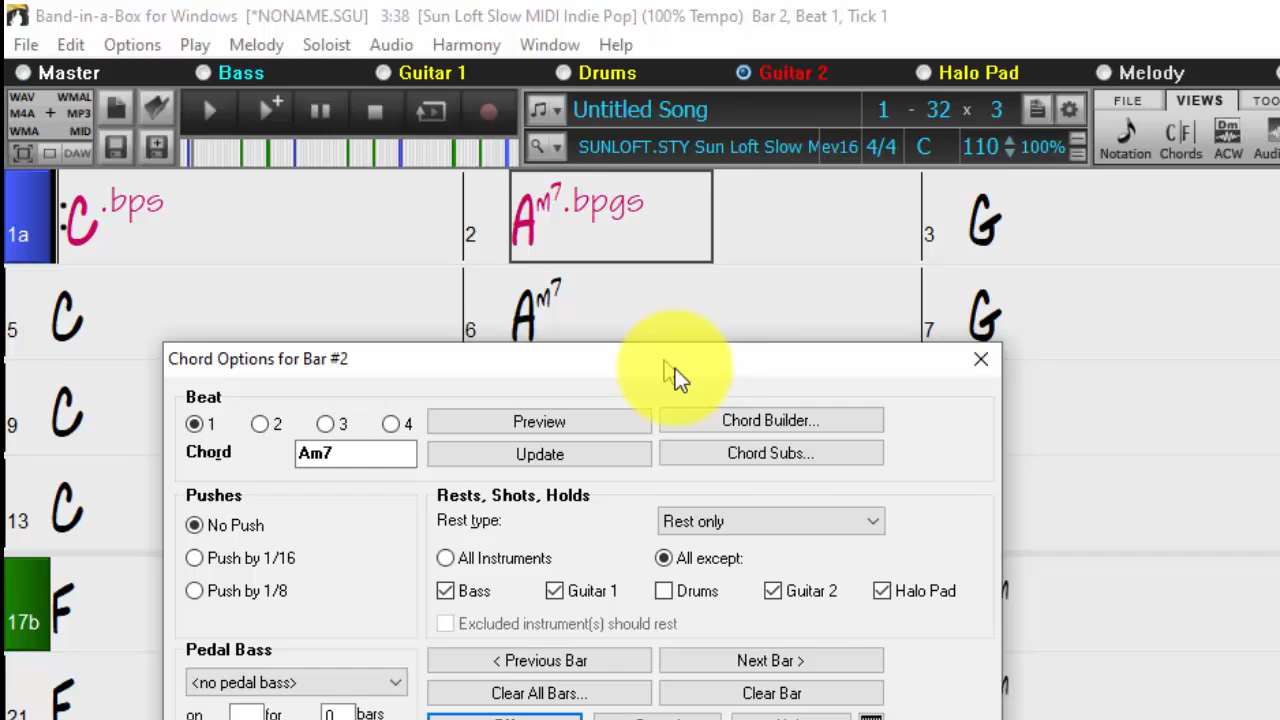 Band-in-a-Box for Windows [*NONAME.SGU] 3:38 [Sun Loft Slow MIDI Indie Pop] (100% Tempo) Bar 2, Beat 1, Tick 1
File Edit Options Play Melody Soloist Audio Harmony Window Help
Master Bass Guitar 1 Drums Guitar 2 Halo Pad Melody
WAV WMAL
M4A + MP3
WMA MID
DAW
Untitled Song 1 - 32 x 3
SUNLOFT.STY Sun Loft Slow Mev16 4/4 C 110 100%
FILE VIEWS TOO
Dm
Notation Chords ACW Audi
1a C.bps 2 Am7.bpgs 3 G
5 C 6 Am7 7 G
Chord Options for Bar #2
9 C
13 C
17b F
21 F
Beat
1 2 3 4 Preview Chord Builder...
Chord Am7 Update Chord Subs...
Pushes
No Push
Push by 1/16
Push by 1/8
Rests, Shots, Holds
Rest type: Rest only
All Instruments All except:
Bass Guitar 1 Drums Guitar 2 Halo Pad
Excluded instrument(s) should rest
Pedal Bass
<no pedal bass>
on for 0 bars
< Previous Bar Next Bar >
Clear All Bars... Clear Bar